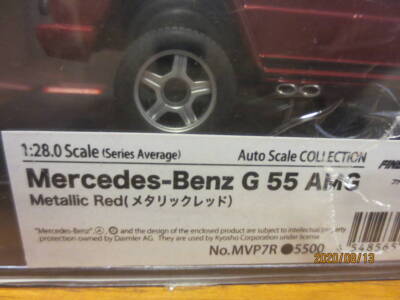 1:28.0 Scale (Series Average) Auto Scale COLLECTION
Mercedes-Benz G 55 AMG
Metallic Red(メタリックレッド)
"Mercedes-Benz", and the design of the enclosed product are subject to intellectual property
protection owned by Daimler AG. They are used by Kyosho Corporation under license
No.MVP7R ●5500
2020/08/13